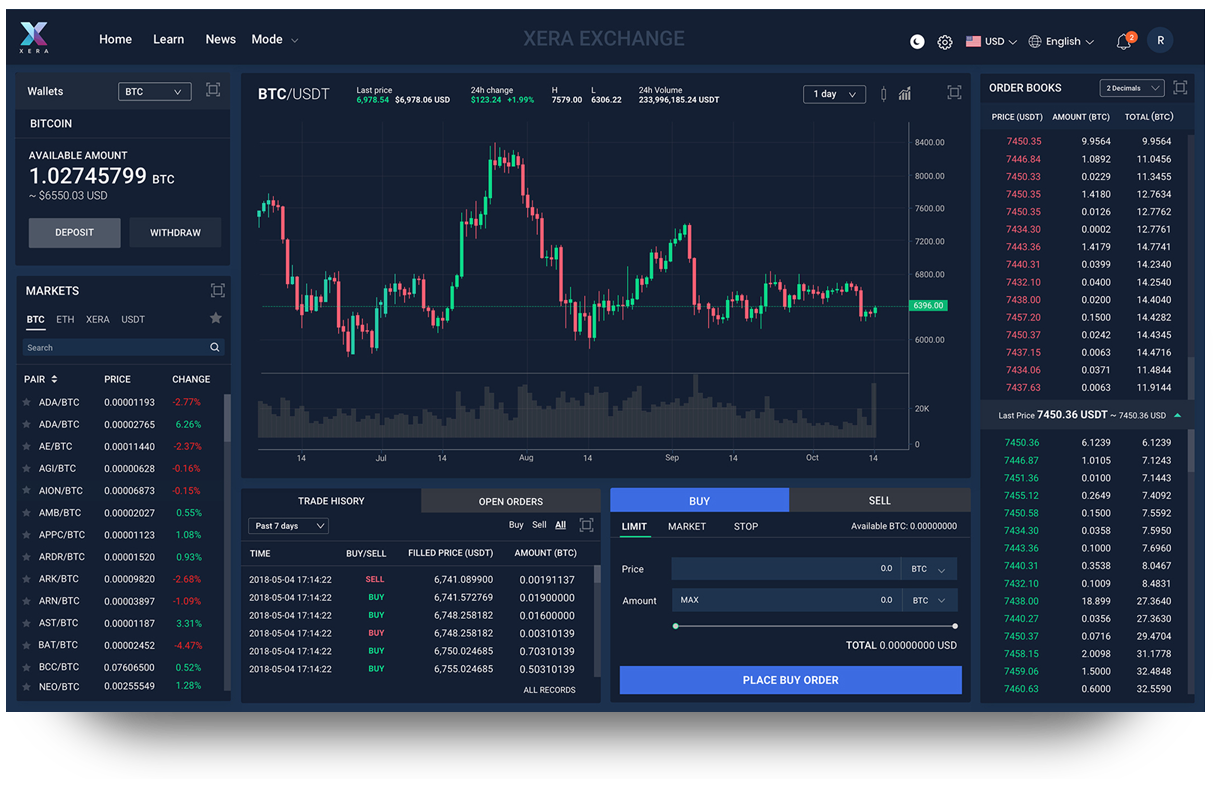 XERA
Home Learn News Mode
XERA EXCHANGE
USD English 2 R
Wallets BTC
BITCOIN
AVAILABLE AMOUNT
1.02745799 BTC
~ $6550.03 USD
DEPOSIT WITHDRAW
MARKETS
BTC ETH XERA USDT
Search
PAIR PRICE CHANGE
ADA/BTC 0.00001193 -2.77%
ADA/BTC 0.00002765 6.26%
AE/BTC 0.00011440 -2.37%
AGI/BTC 0.00000628 -0.16%
AION/BTC 0.00006873 -0.15%
AMB/BTC 0.00002027 0.55%
APPC/BTC 0.00001123 1.08%
ARDR/BTC 0.00001520 0.93%
ARK/BTC 0.00009820 -2.68%
ARN/BTC 0.00003897 -1.09%
AST/BTC 0.00001187 3.31%
BAT/BTC 0.00002452 -4.47%
BCC/BTC 0.07606500 0.52%
NEO/BTC 0.00255549 1.28%
BTC/USDT
Last price 24h change H L 24h Volume
6,978.54 $6,978.06 USD $123.24 +1.99% 7579.00 6306.22 233,996,185.24 USDT
1 day
8400.00
8000.00
7600.00
7200.00
6800.00
6396.00
6000.00
20K
0
14 Jul 14 Aug 14 Sep 14 Oct 14
TRADE HISORY OPEN ORDERS
Past 7 days Buy Sell All
TIME BUY/SELL FILLED PRICE (USDT) AMOUNT (BTC)
2018-05-04 17:14:22 SELL 6,741.089900 0.00191137
2018-05-04 17:14:22 BUY 6,741.572769 0.01900000
2018-05-04 17:14:22 BUY 6,748.258182 0.01600000
2018-05-04 17:14:22 BUY 6,748.258182 0.00310139
2018-05-04 17:14:22 BUY 6,750.024685 0.70310139
2018-05-04 17:14:22 BUY 6,755.024685 0.50310139
ALL RECORDS
BUY SELL
LIMIT MARKET STOP Available BTC: 0.00000000
Price 0.0 BTC
Amount MAX 0.0 BTC
TOTAL 0.00000000 USD
PLACE BUY ORDER
ORDER BOOKS 2 Decimals
PRICE (USDT) AMOUNT (BTC) TOTAL (BTC)
7450.35 9.9564 9.9564
7446.84 1.0892 11.0456
7450.33 0.0229 11.3455
7450.35 1.4180 12.7634
7450.35 0.0126 12.7762
7434.30 0.0002 12.7761
7443.36 1.4179 14.7741
7440.31 0.0399 14.2340
7432.10 0.0400 14.2540
7438.00 0.0200 14.4040
7457.20 0.1500 14.4282
7450.37 0.0242 14.4345
7437.15 0.0063 14.4716
7434.06 0.0371 11.4844
7437.63 0.0063 11.9144
Last Price 7450.36 USDT ~ 7450.36 USD
7450.36 6.1239 6.1239
7446.87 1.0105 7.1243
7451.36 0.0100 7.1443
7455.12 0.2649 7.4092
7450.58 0.1500 7.5592
7434.30 0.0358 7.5950
7443.36 0.1000 7.6960
7440.31 0.3538 8.0467
7432.10 0.1009 8.4831
7438.00 18.899 27.3640
7440.27 0.0356 27.3630
7450.37 0.0716 29.4704
7458.15 2.0098 31.1778
7459.06 1.5000 32.4848
7460.63 0.6000 32.5590